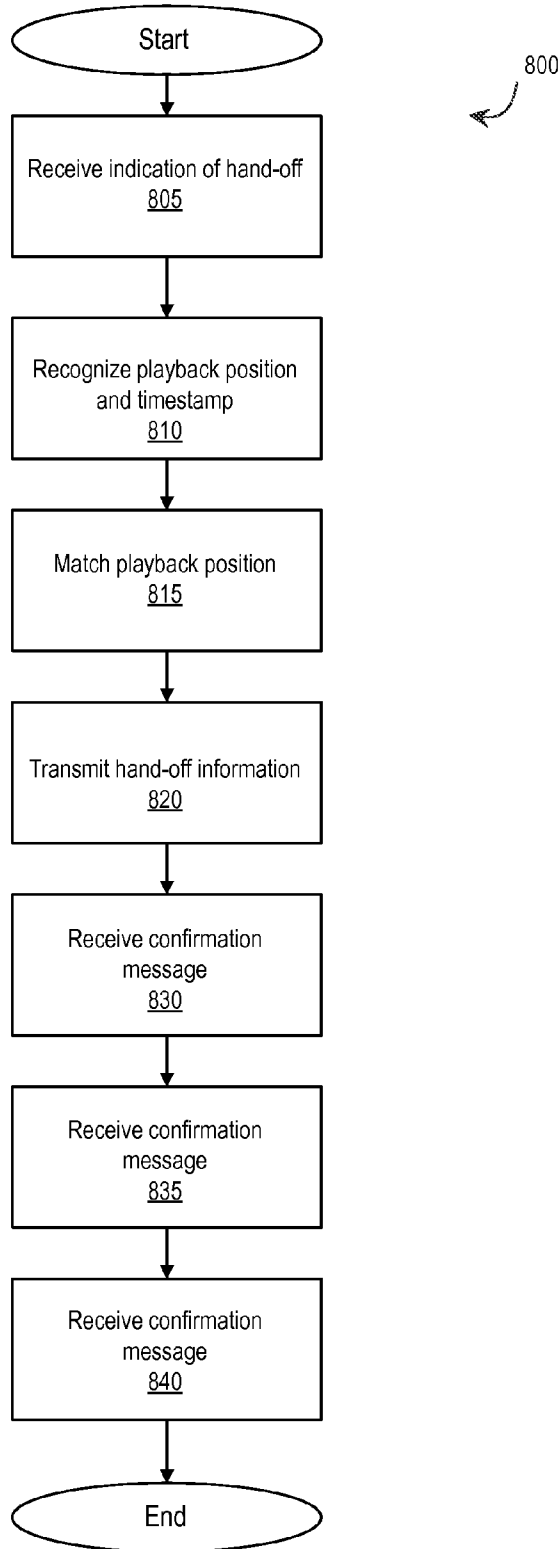 Start
800
Receive indication of hand-off
805
Recognize playback position
and timestamp
810
Match playback position
815
Transmit hand-off information
820
Receive confirmation
message
830
Receive confirmation
message
835
Receive confirmation
message
840
End